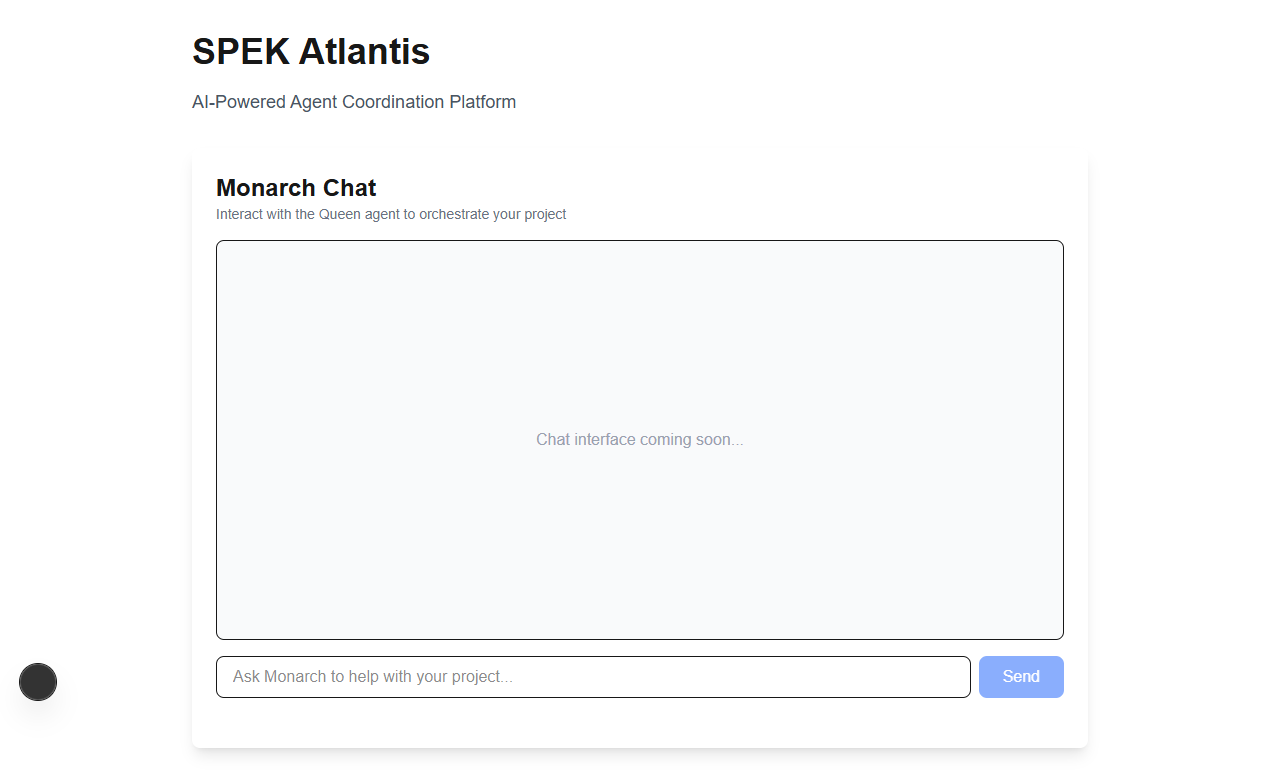 SPEK Atlantis
AI-Powered Agent Coordination Platform
Monarch Chat
Interact with the Queen agent to orchestrate your project
Chat interface coming soon...
Ask Monarch to help with your project...
Send